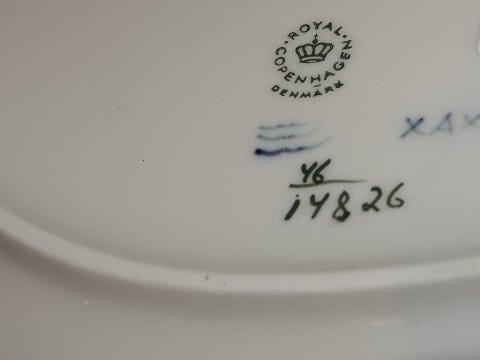 ROYAL COPENHAGEN
DENMARK
XAX
46
14826